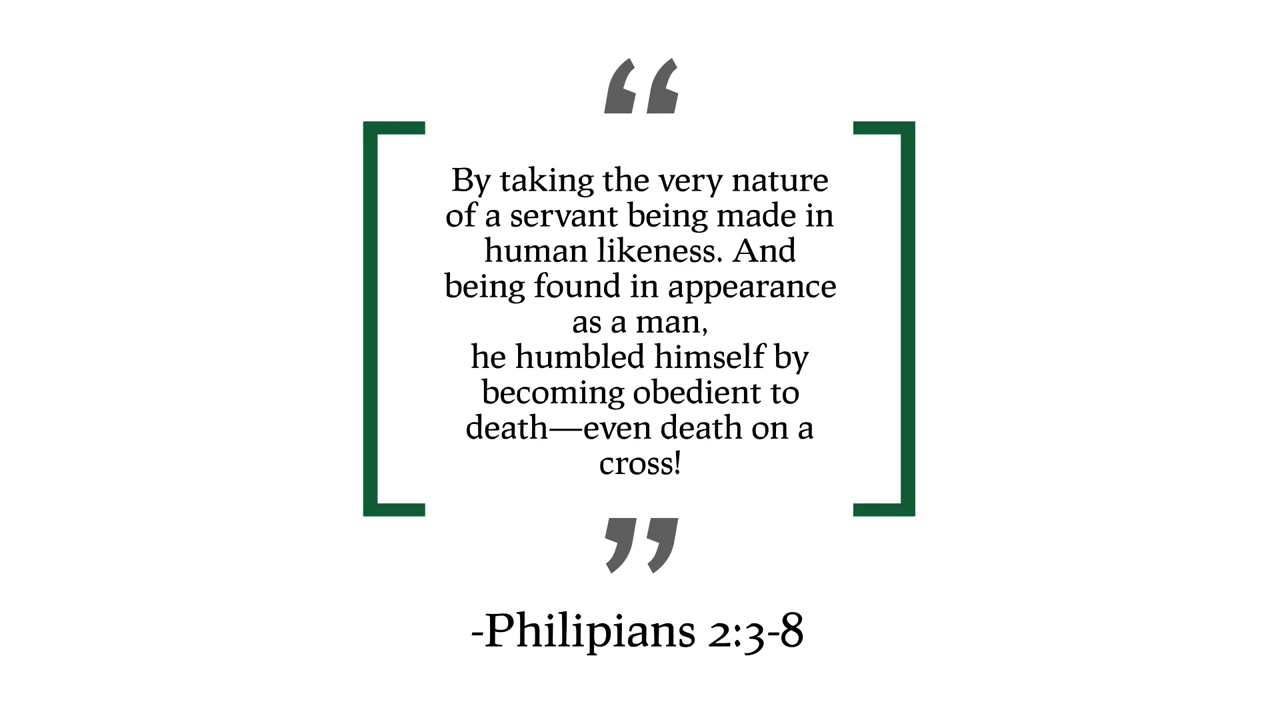 “
By taking the very nature
of a servant being made in
human likeness. And
being found in appearance
as a man,
he humbled himself by
becoming obedient to
death—even death on a
cross!
”
-Philipians 2:3-8